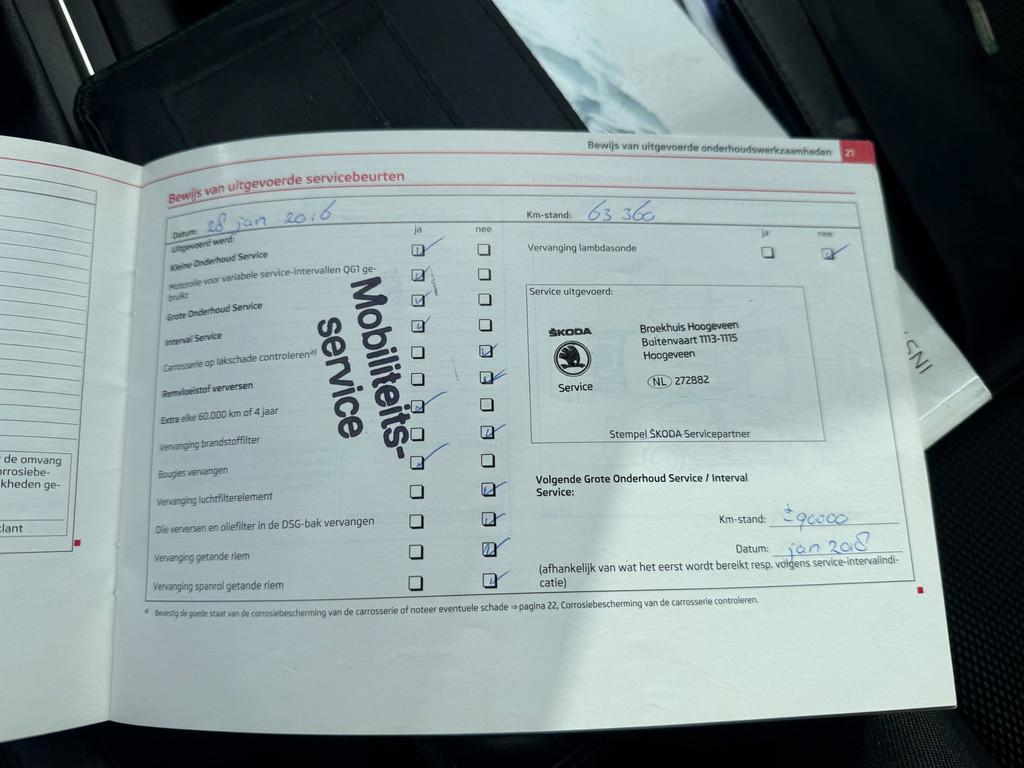 Bewijs van uitgevoerde onderhoudswerkzaamheden 21
Bewijs van uitgevoerde servicebeurten
Datum: 28 jan 2016
Km-stand: 63 360
Uitgevoerd werd:
ja nee
ja nee
Kleine Onderhoud Service
Vervanging lambdasonde
Motorolie voor variabele service-intervallen QG1 ge-
bruikt
Grote Onderhoud Service
Interval Service
Carrosserie op lakschade controleren a)
Remvloeistof verversen
Extra elke 60.000 km of 4 jaar
Vervanging brandstoffilter
Bougies vervangen
Vervanging luchtfilterelement
Olie verversen en oliefilter in de DSG-bak vervangen
Vervanging getande riem
Vervanging spanrol getande riem
Mobiliteits-
service
Service uitgevoerd:
ŠKODA
Service
Broekhuis Hoogeveen
Buitenvaart 1113-1115
Hoogeveen
NL 272882
Stempel ŠKODA Servicepartner
Volgende Grote Onderhoud Service / Interval
Service:
Km-stand: ± 90000
Datum: jan 2018
(afhankelijk van wat het eerst wordt bereikt resp. volgens service-intervalindi-
catie)
a) Bevestig de goede staat van de corrosiebescherming van de carrosserie of noteer eventuele schade ⇒ pagina 22, Corrosiebescherming van de carrosserie controleren.
de omvang
orrosiebe-
kheden ge-
klant
INS